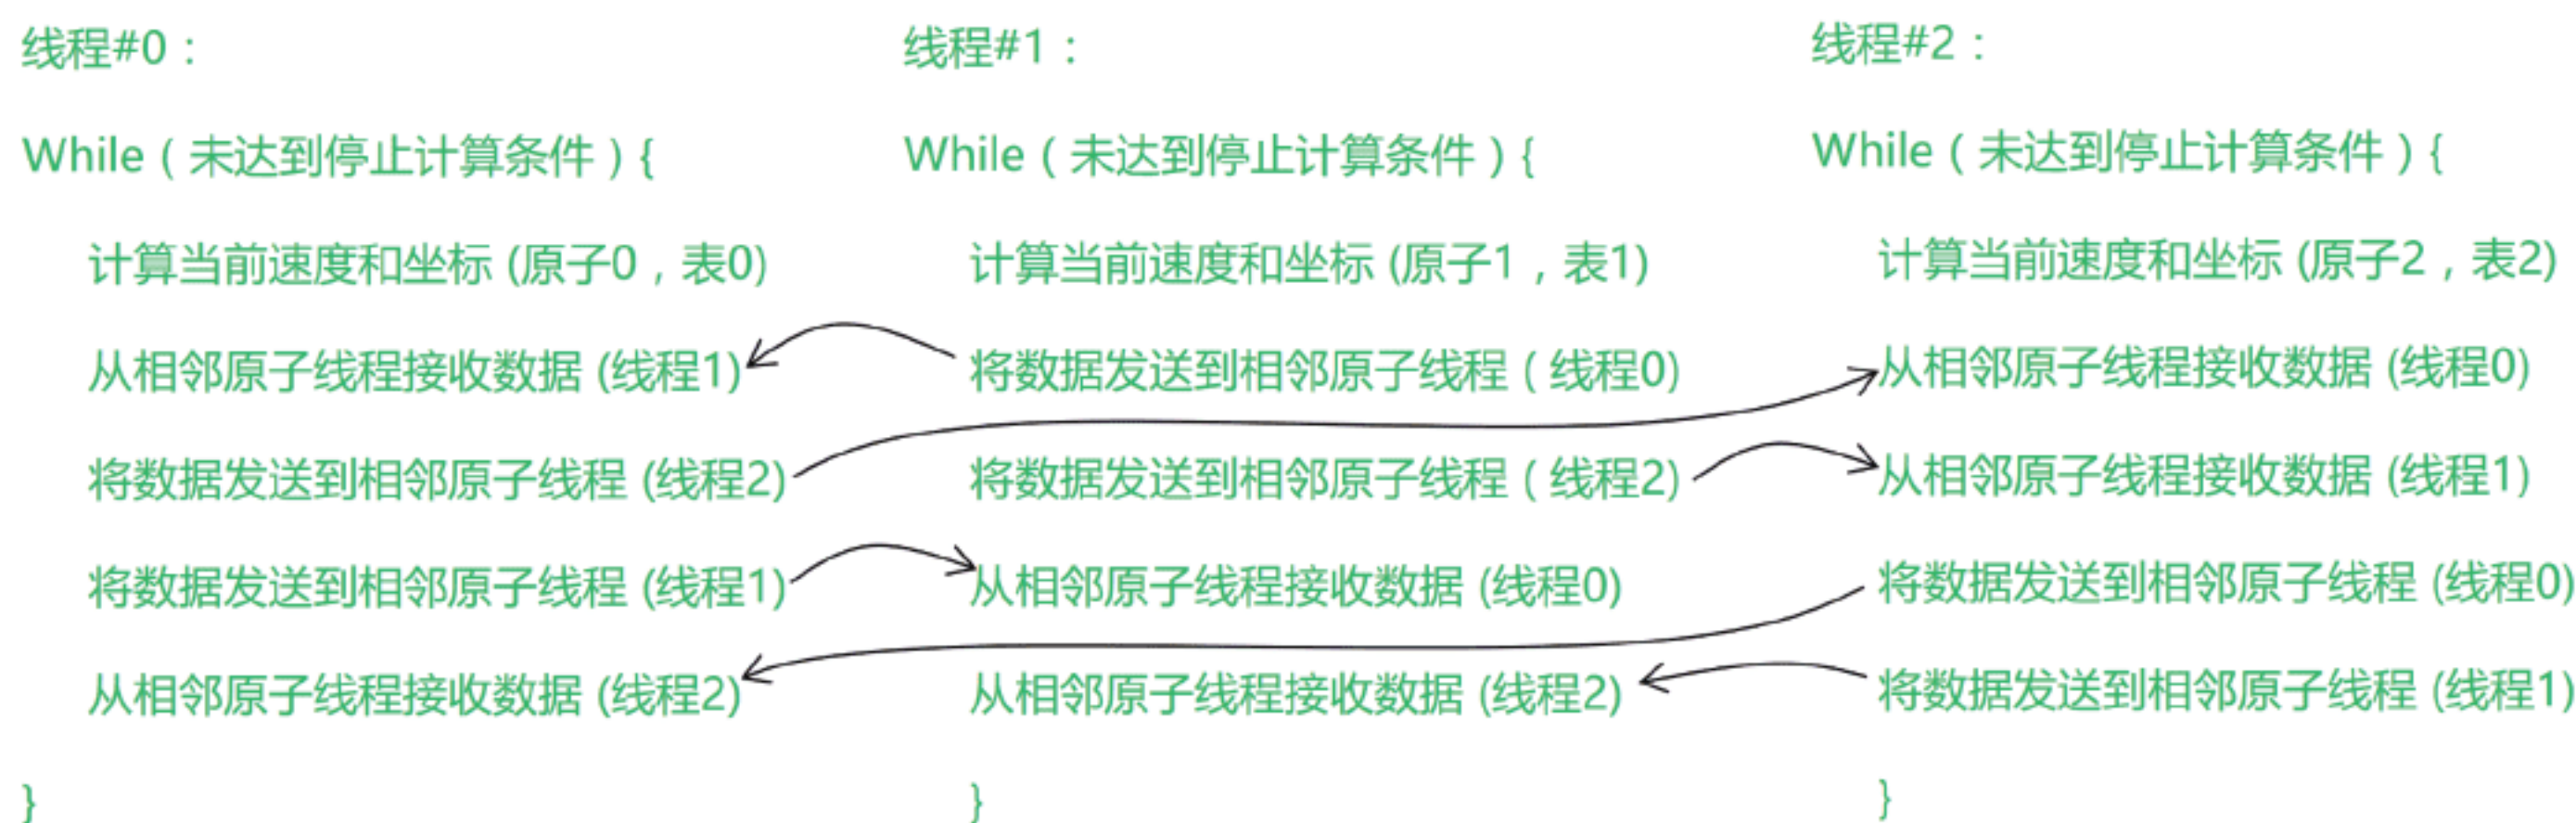 线程#0：
While（未达到停止计算条件）{
计算当前速度和坐标 (原子0，表0)
从相邻原子线程接收数据 (线程1)
将数据发送到相邻原子线程 (线程2)
将数据发送到相邻原子线程 (线程1)
从相邻原子线程接收数据 (线程2)
}
线程#1：
While（未达到停止计算条件）{
计算当前速度和坐标 (原子1，表1)
将数据发送到相邻原子线程（ 线程0)
将数据发送到相邻原子线程（ 线程2)
从相邻原子线程接收数据 (线程0)
从相邻原子线程接收数据 (线程2)
}
线程#2：
While（未达到停止计算条件）{
计算当前速度和坐标 (原子2，表2)
从相邻原子线程接收数据 (线程0)
从相邻原子线程接收数据 (线程1)
将数据发送到相邻原子线程 (线程0)
将数据发送到相邻原子线程 (线程1)
}